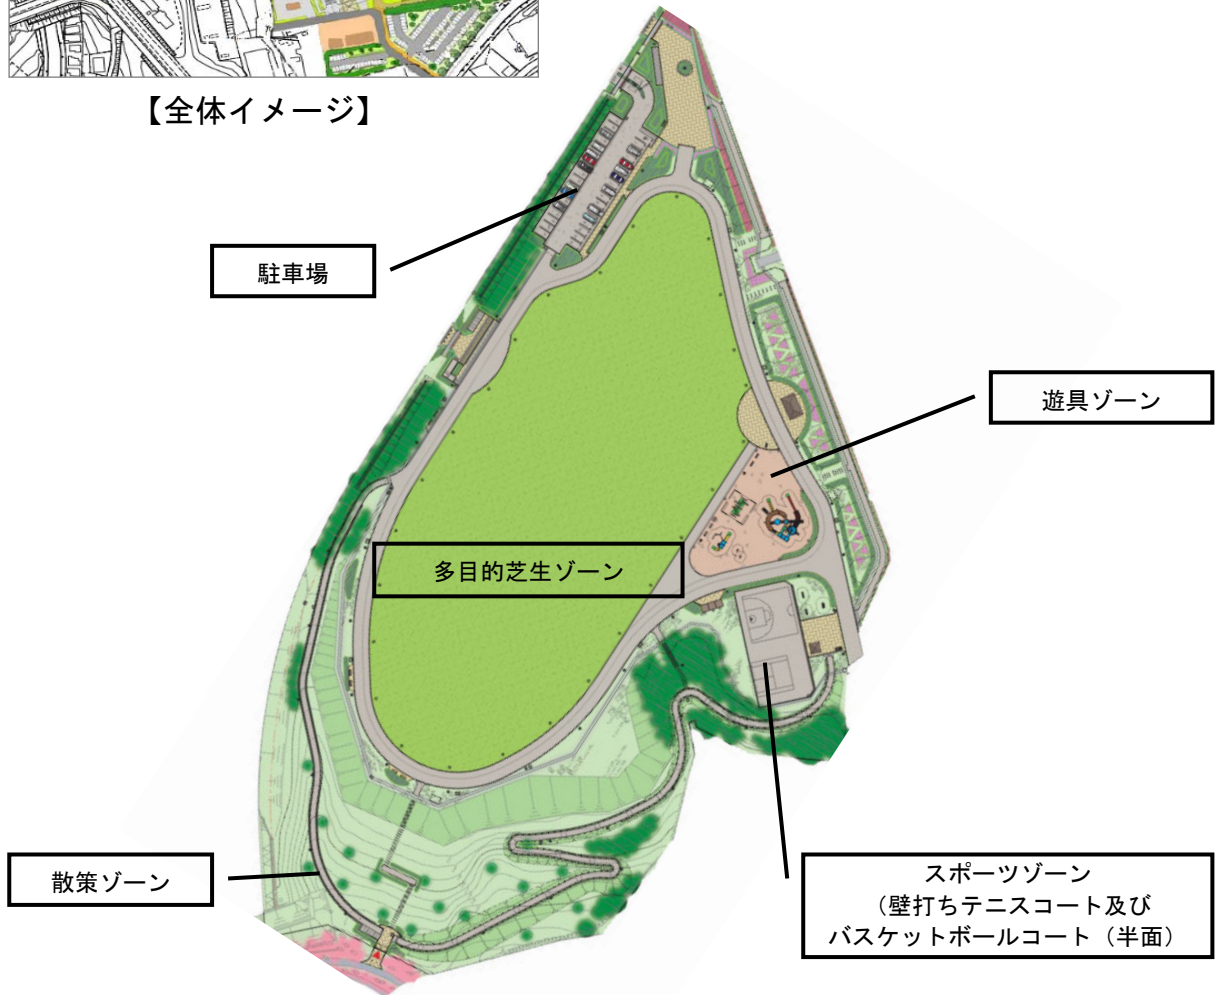 【全体イメージ】
駐車場
遊具ゾーン
多目的芝生ゾーン
散策ゾーン
スポーツゾーン
（壁打ちテニスコート及び
バスケットボールコート（半面）